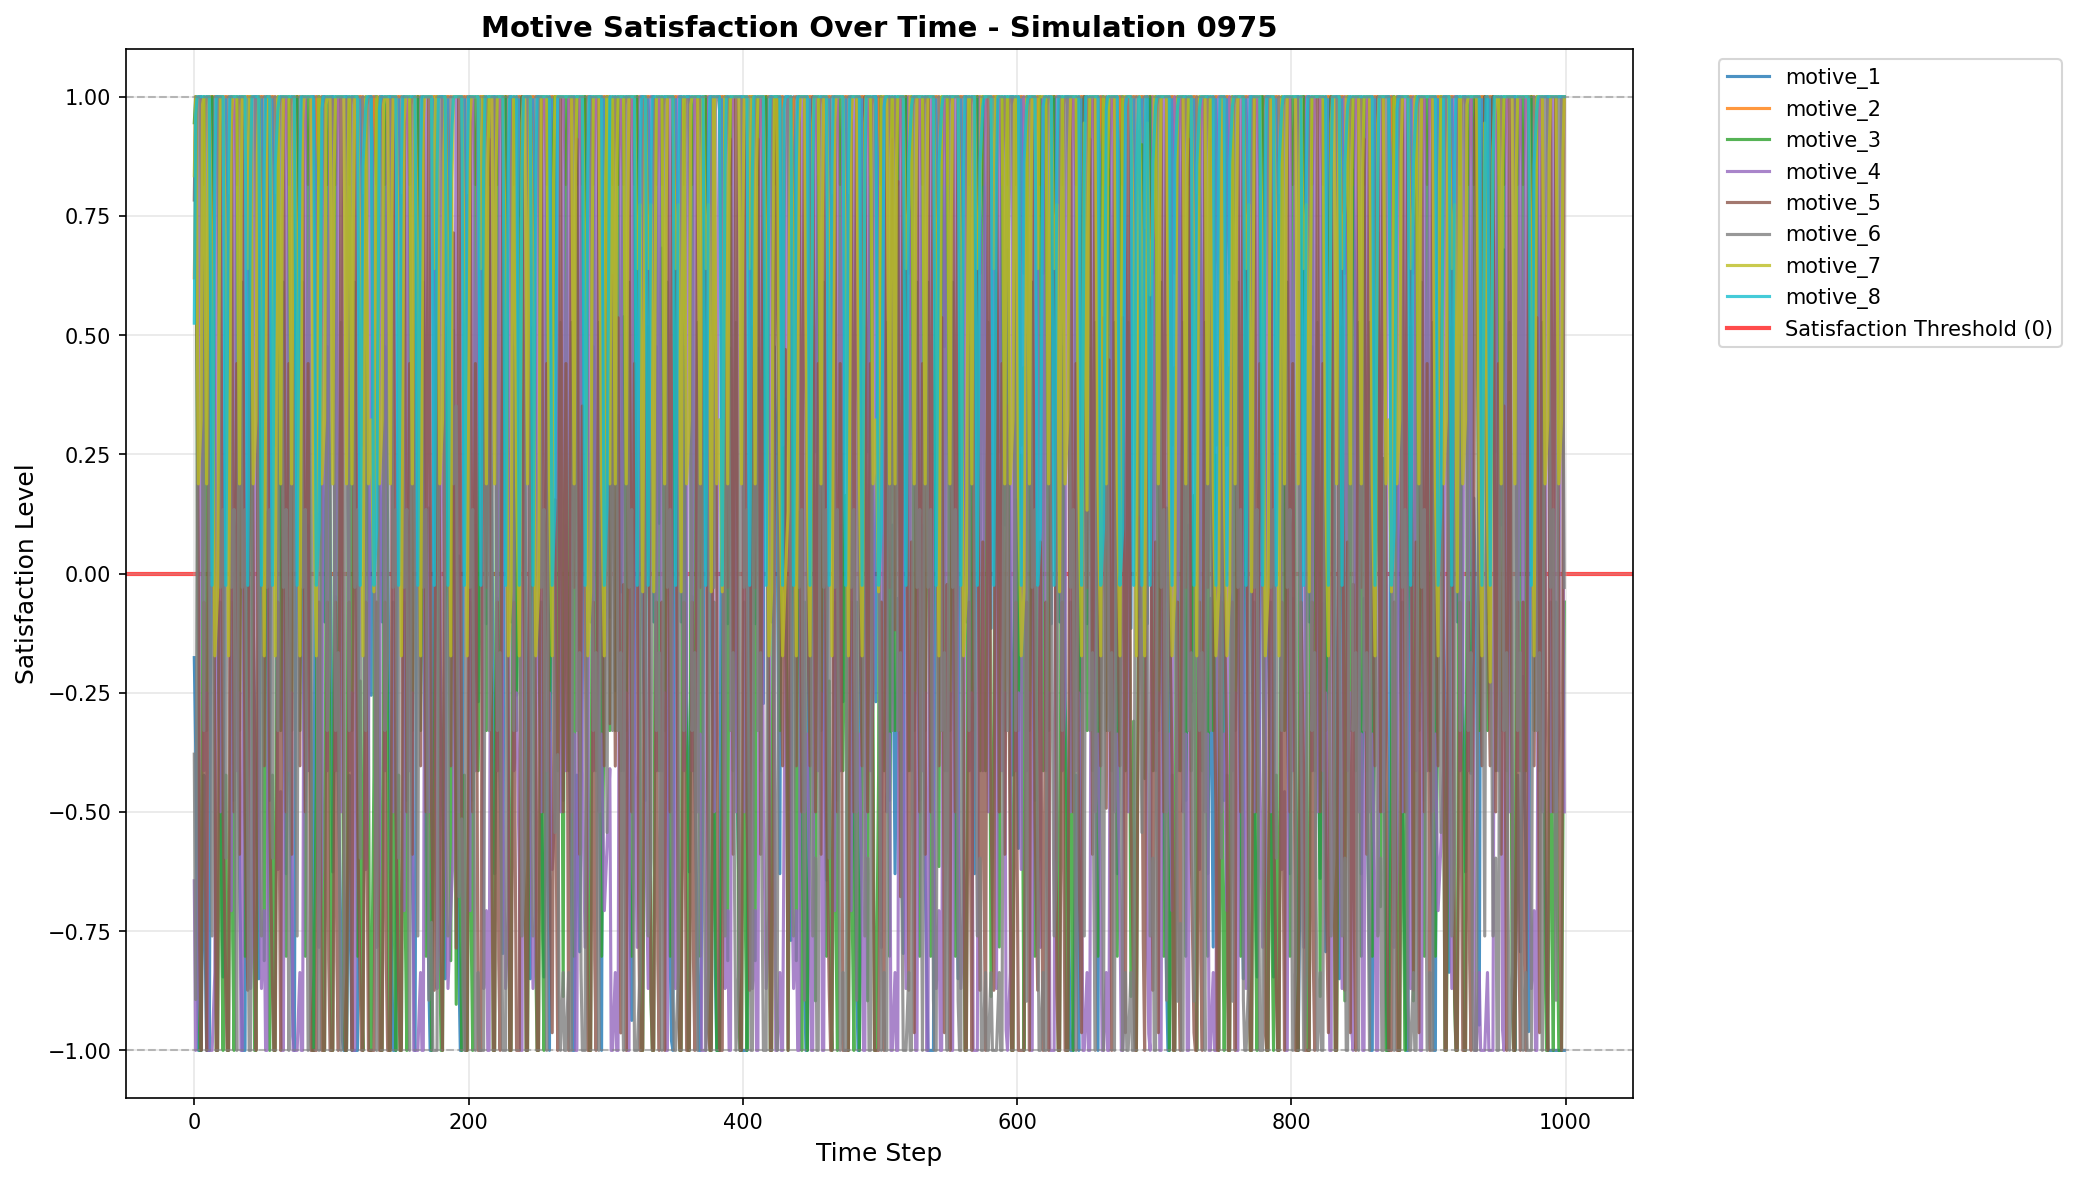 Motive Satisfaction Over Time - Simulation 0975
1.00
0.75
0.50
0.25
0.00
−0.25
−0.50
−0.75
−1.00
Satisfaction Level
0
200
400
600
800
1000
Time Step
motive_1
motive_2
motive_3
motive_4
motive_5
motive_6
motive_7
motive_8
Satisfaction Threshold (0)